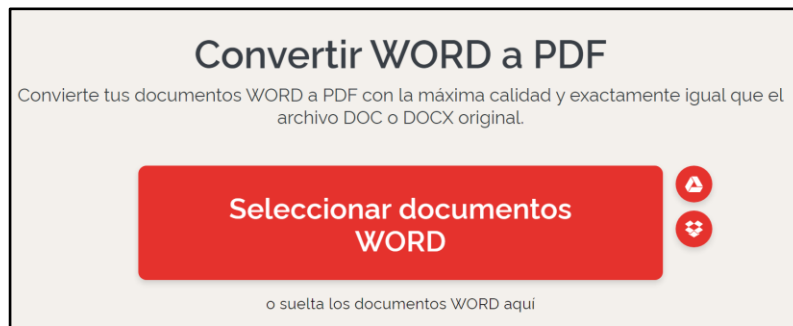 Convertir WORD a PDF
Convierte tus documentos WORD a PDF con la máxima calidad y exactamente igual que el
archivo DOC o DOCX original.
Seleccionar documentos
WORD
o suelta los documentos WORD aquí